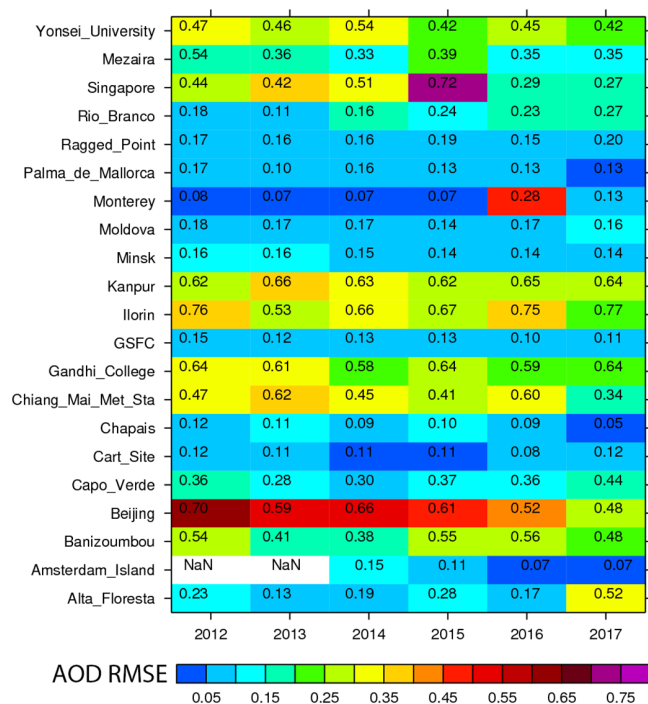 Yonsei_University 0.47 0.46 0.54 0.42 0.45 0.42
Mezaira 0.54 0.36 0.33 0.39 0.35 0.35
Singapore 0.44 0.42 0.51 0.72 0.29 0.27
Rio_Branco 0.18 0.11 0.16 0.24 0.23 0.27
Ragged_Point 0.17 0.16 0.16 0.19 0.15 0.20
Palma_de_Mallorca 0.17 0.10 0.16 0.13 0.13 0.13
Monterey 0.08 0.07 0.07 0.07 0.28 0.13
Moldova 0.18 0.17 0.17 0.14 0.17 0.16
Minsk 0.16 0.16 0.15 0.14 0.14 0.14
Kanpur 0.62 0.66 0.63 0.62 0.65 0.64
Ilorin 0.76 0.53 0.66 0.67 0.75 0.77
GSFC 0.15 0.12 0.13 0.13 0.10 0.11
Gandhi_College 0.64 0.61 0.58 0.64 0.59 0.64
Chiang_Mai_Met_Sta 0.47 0.62 0.45 0.41 0.60 0.34
Chapais 0.12 0.11 0.09 0.10 0.09 0.05
Cart_Site 0.12 0.11 0.11 0.11 0.08 0.12
Capo_Verde 0.36 0.28 0.30 0.37 0.36 0.44
Beijing 0.70 0.59 0.66 0.61 0.52 0.48
Banizoumbou 0.54 0.41 0.38 0.55 0.56 0.48
Amsterdam_Island NaN NaN 0.15 0.11 0.07 0.07
Alta_Floresta 0.23 0.13 0.19 0.28 0.17 0.52
2012 2013 2014 2015 2016 2017
AOD RMSE
0.05 0.15 0.25 0.35 0.45 0.55 0.65 0.75